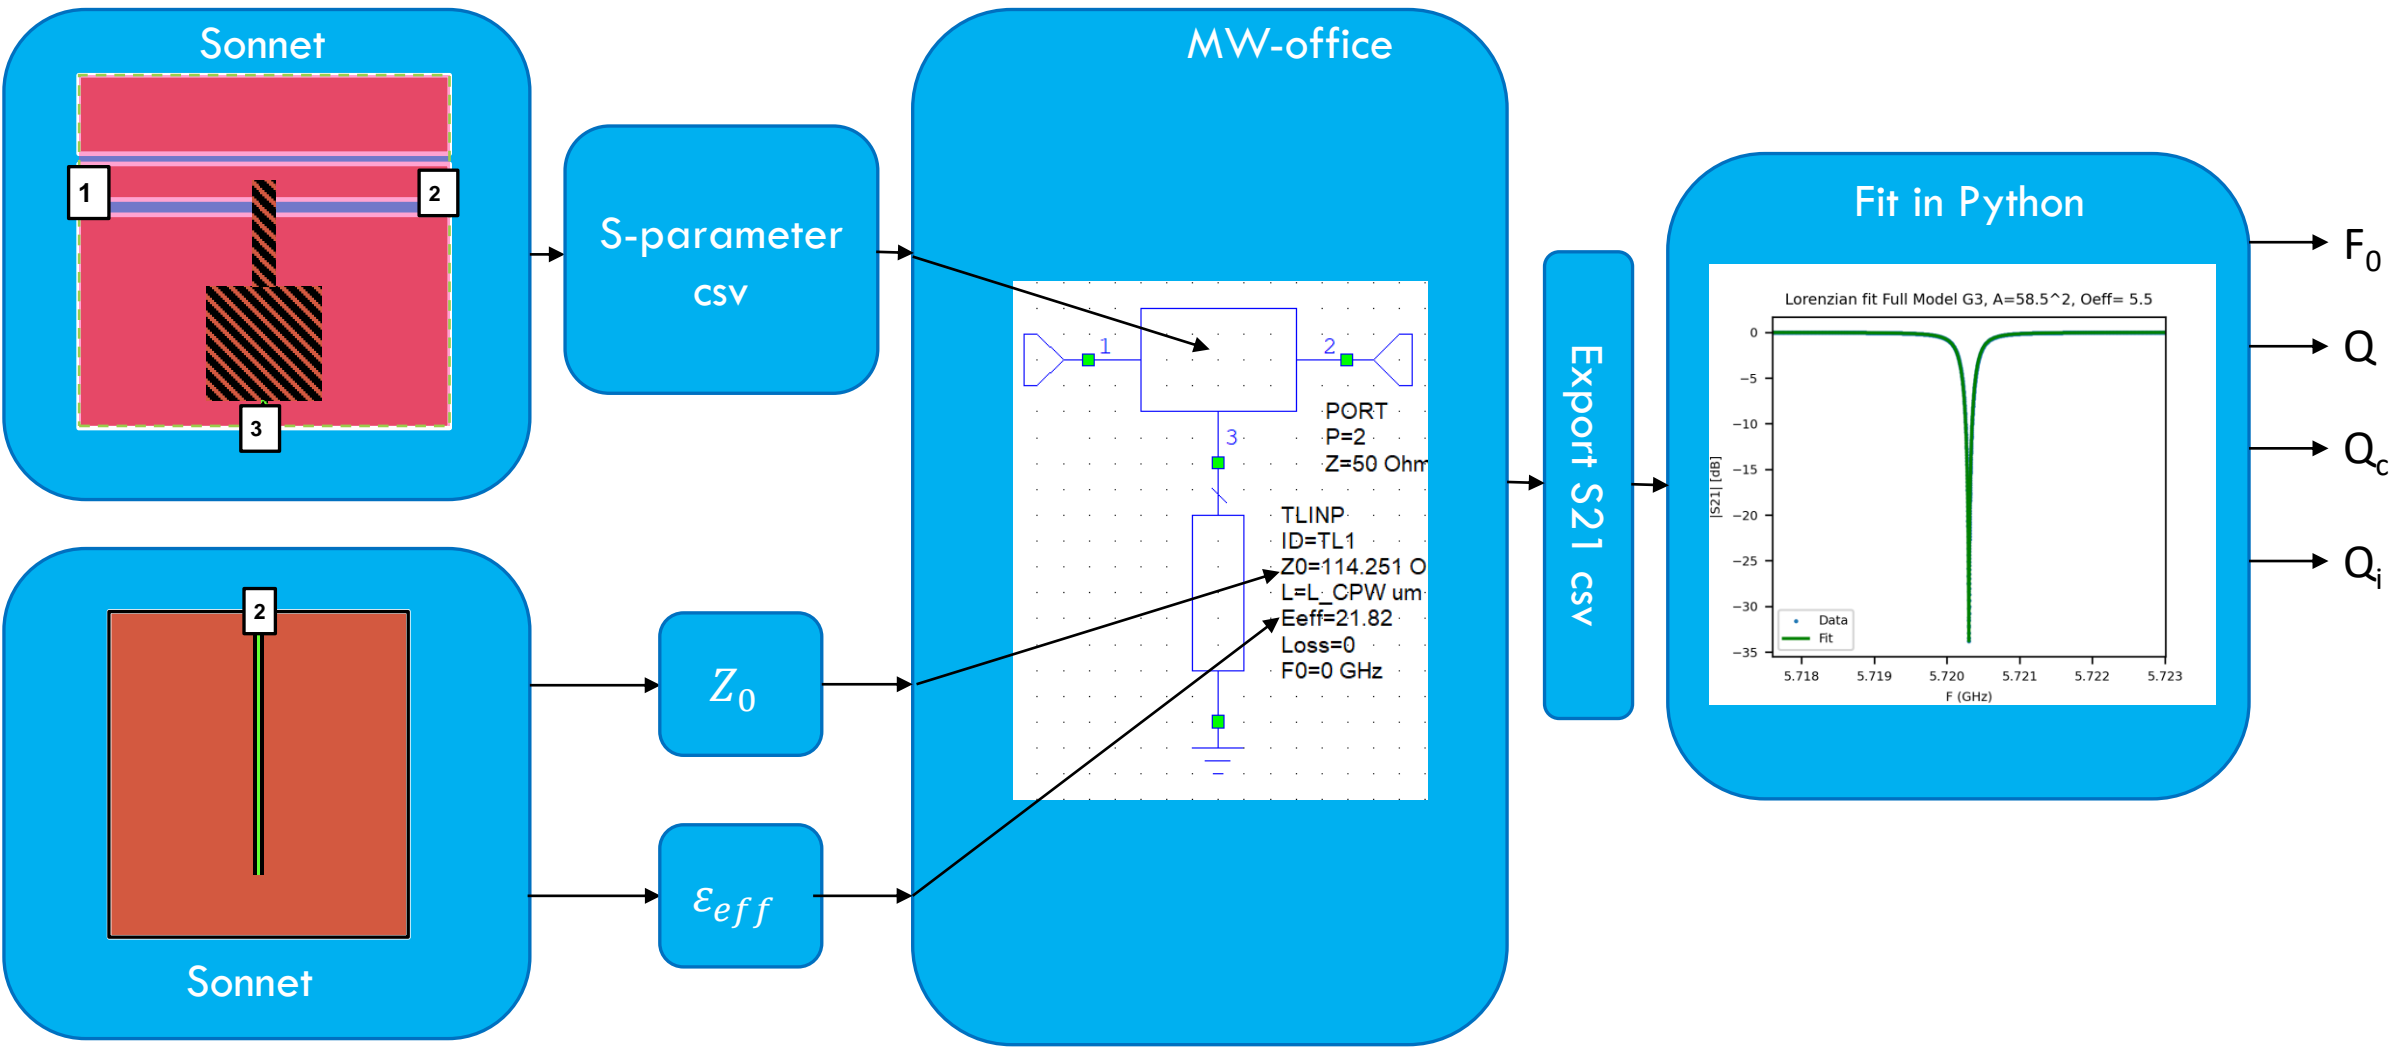 Sonnet
1
2
3
S-parameter
csv
2
Sonnet
Z₀
ε_eff
MW-office
1
2
3
PORT
P=2
Z=50 Ohm
TLINP
ID=TL1
Z0=114.251 O
L=L_CPW um
Eeff=21.82
Loss=0
F0=0 GHz
Export S21 csv
Fit in Python
Lorenzian fit Full Model G3, A=58.5^2, Oeff= 5.5
|S21| [dB]
0
−5
−10
−15
−20
−25
−30
−35
Data
Fit
5.718 5.719 5.720 5.721 5.722 5.723
F (GHz)
F₀
Q
Q_c
Q_i